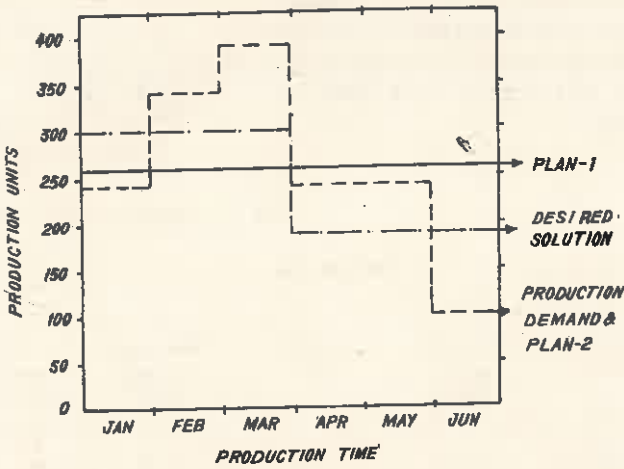 400
350
300
250
200
150
100
50
0
PRODUCTION UNITS
JAN FEB MAR APR MAY JUN
PRODUCTION TIME
PLAN-1
DESIRED
SOLUTION
PRODUCTION
DEMAND &
PLAN-2